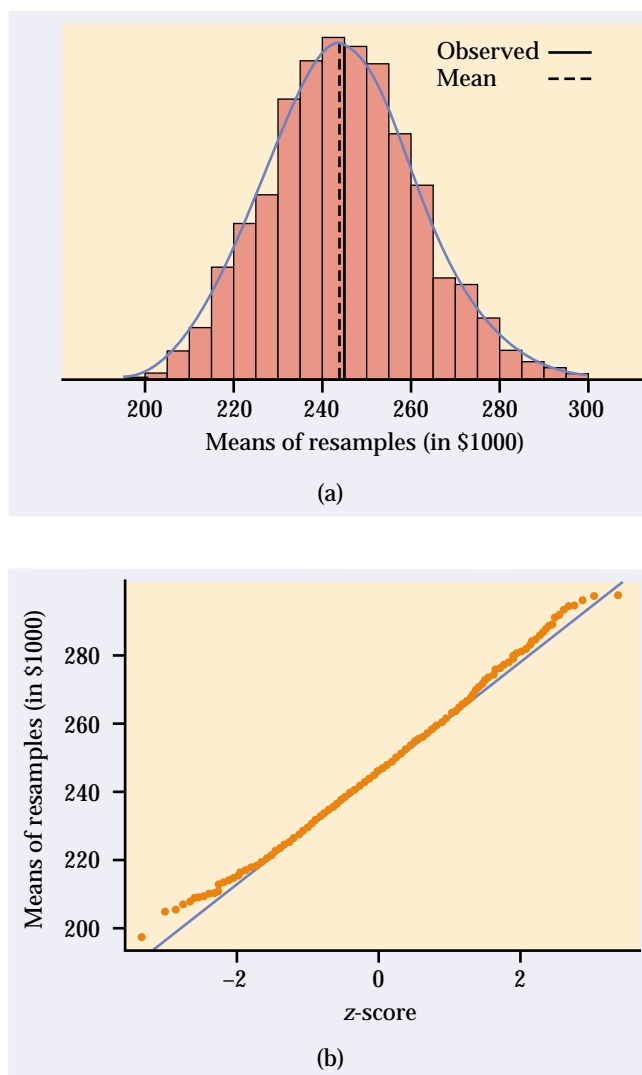 Observed
Mean
200 220 240 260 280 300
Means of resamples (in $1000)
(a)
Means of resamples (in $1000)
280
260
240
220
200
−2 0 2
z-score
(b)